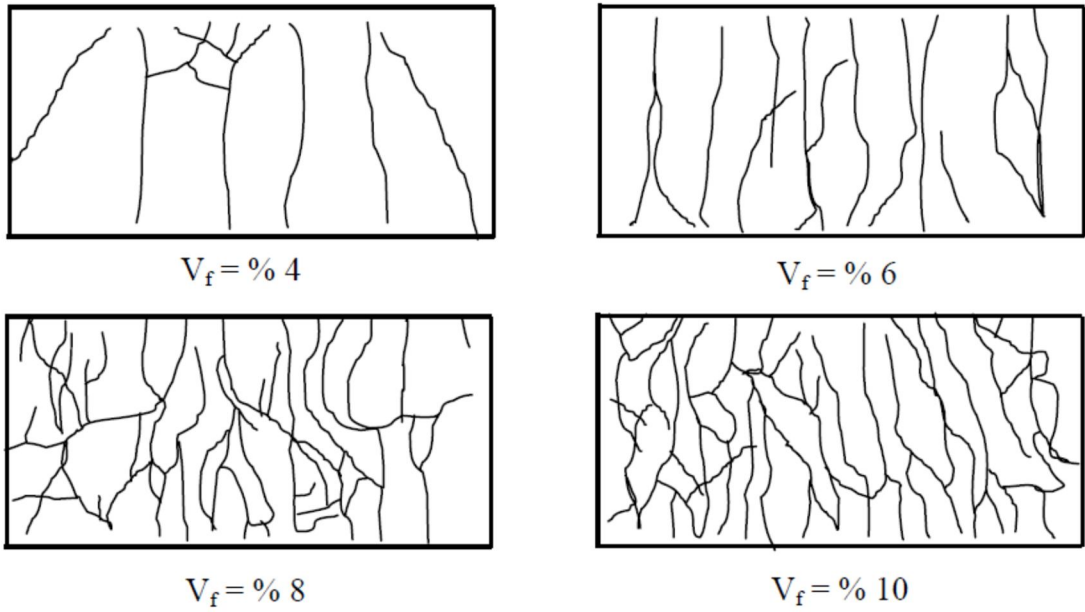 V_f = % 4
V_f = % 6
V_f = % 8
V_f = % 10